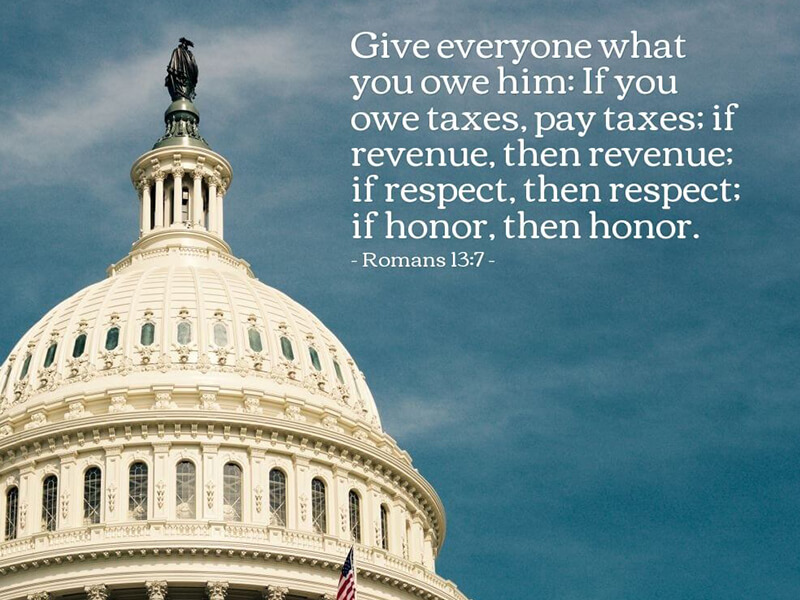 Give everyone what
you owe him: If you
owe taxes, pay taxes; if
revenue, then revenue;
if respect, then respect;
if honor, then honor.
- Romans 13:7 -